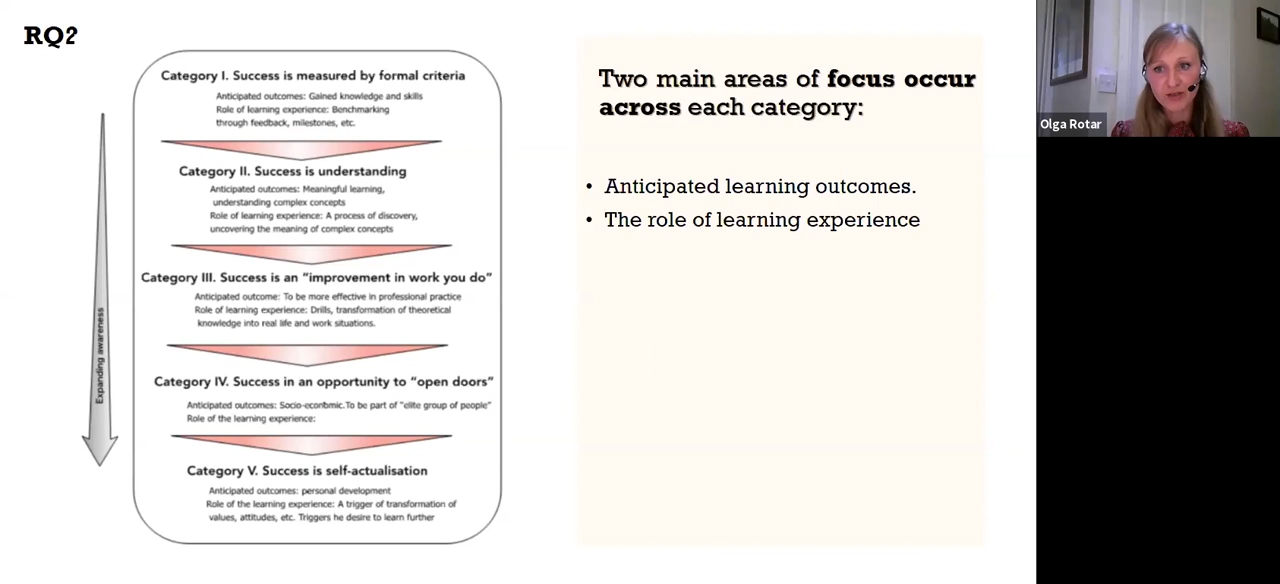 RQ2
Category I. Success is measured by formal criteria
Anticipated outcomes: Gained knowledge and skills
Role of learning experience: Benchmarking
through feedback, milestones, etc.
Category II. Success is understanding
Anticipated outcomes: Meaningful learning,
understanding complex concepts
Role of learning experience: A process of discovery,
uncovering the meaning of complex concepts
Category III. Success is an "improvement in work you do"
Anticipated outcome: To be more effective in professional practice
Role of learning experience: Drills, transformation of theoretical
knowledge into real life and work situations.
Category IV. Success in an opportunity to "open doors"
Anticipated outcomes: Socio-economic.To be part of "elite group of people"
Role of the learning experience:
Category V. Success is self-actualisation
Anticipated outcomes: personal development
Role of the learning experience: A trigger of transformation of
values, attitudes, etc. Triggers he desire to learn further
Expanding awareness
Two main areas of focus occur
across each category:
• Anticipated learning outcomes.
• The role of learning experience
Olga Rotar